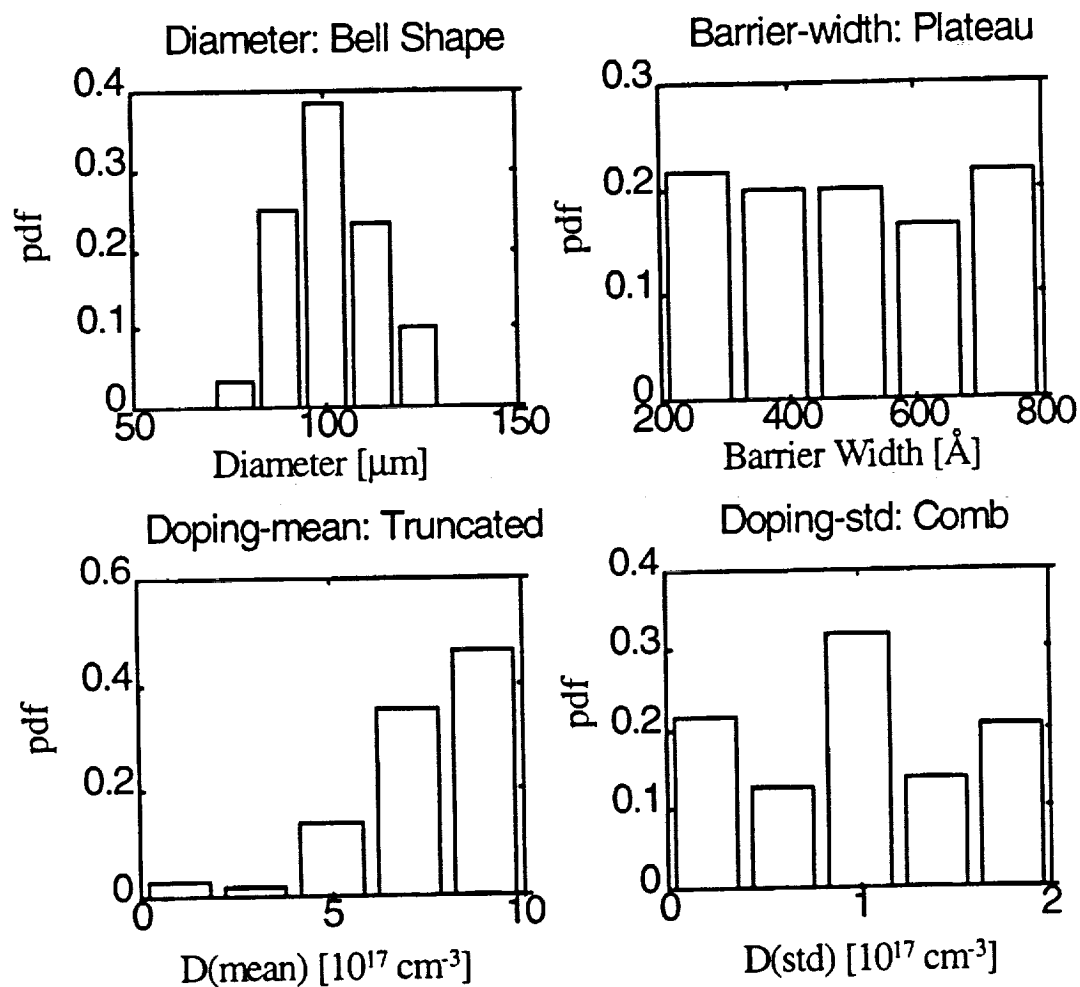 Diameter: Bell Shape
0.4
0.3
0.2
0.1
0
pdf
50
100
150
Diameter [μm]
Barrier-width: Plateau
0.3
0.2
0.1
0
pdf
200
400
600
800
Barrier Width [Å]
Doping-mean: Truncated
0.6
0.4
0.2
0
pdf
0
5
10
D(mean) [10¹⁷ cm⁻³]
Doping-std: Comb
0.4
0.3
0.2
0.1
0
pdf
0
1
2
D(std) [10¹⁷ cm⁻³]